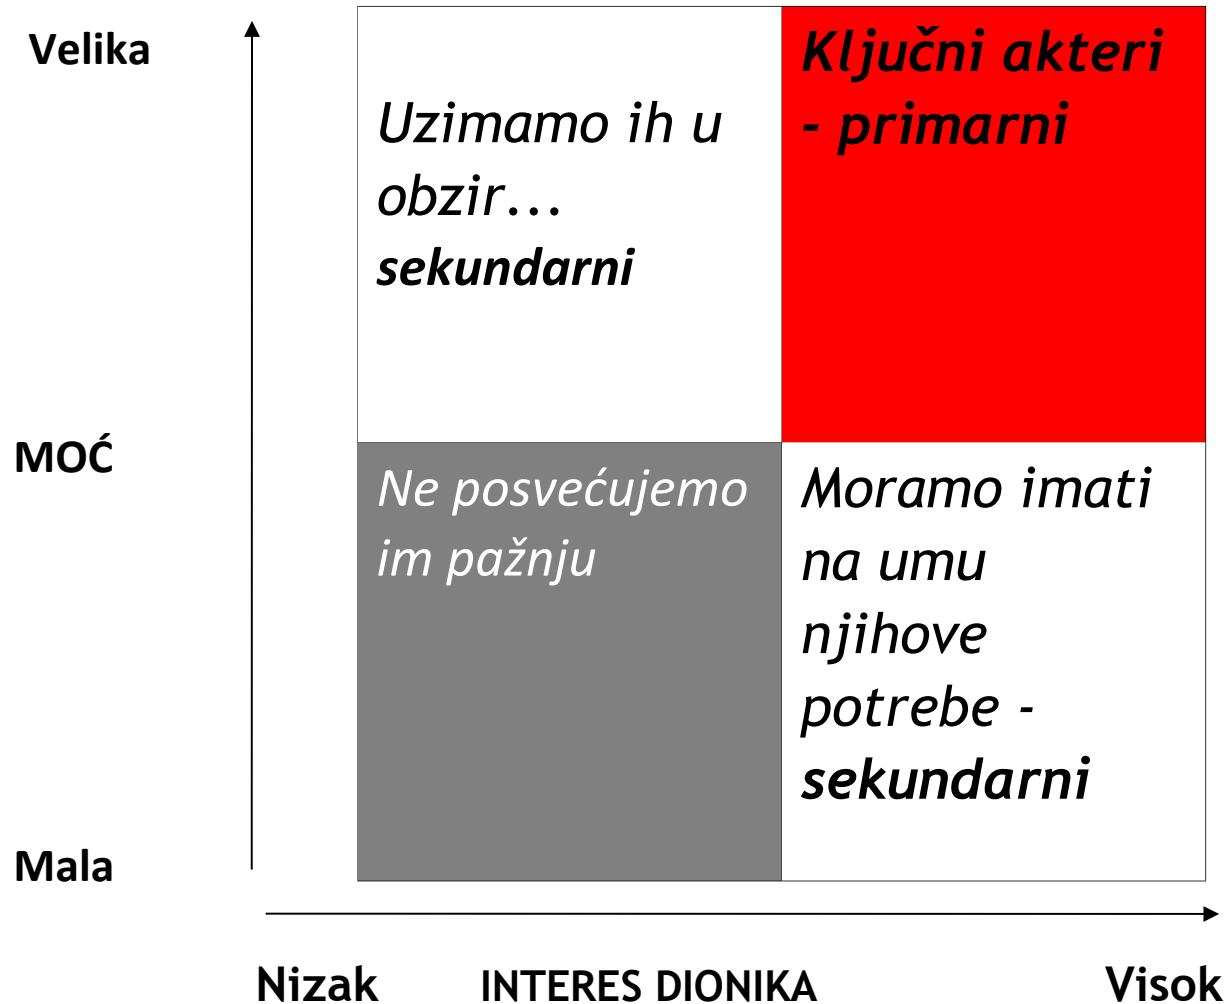 Velika
Uzimamo ih u
obzir...
sekundarni
Ključni akteri
- primarni
MOĆ
Ne posvećujemo
im pažnju
Moramo imati
na umu
njihove
potrebe -
sekundarni
Mala
Nizak INTERES DIONIKA Visok